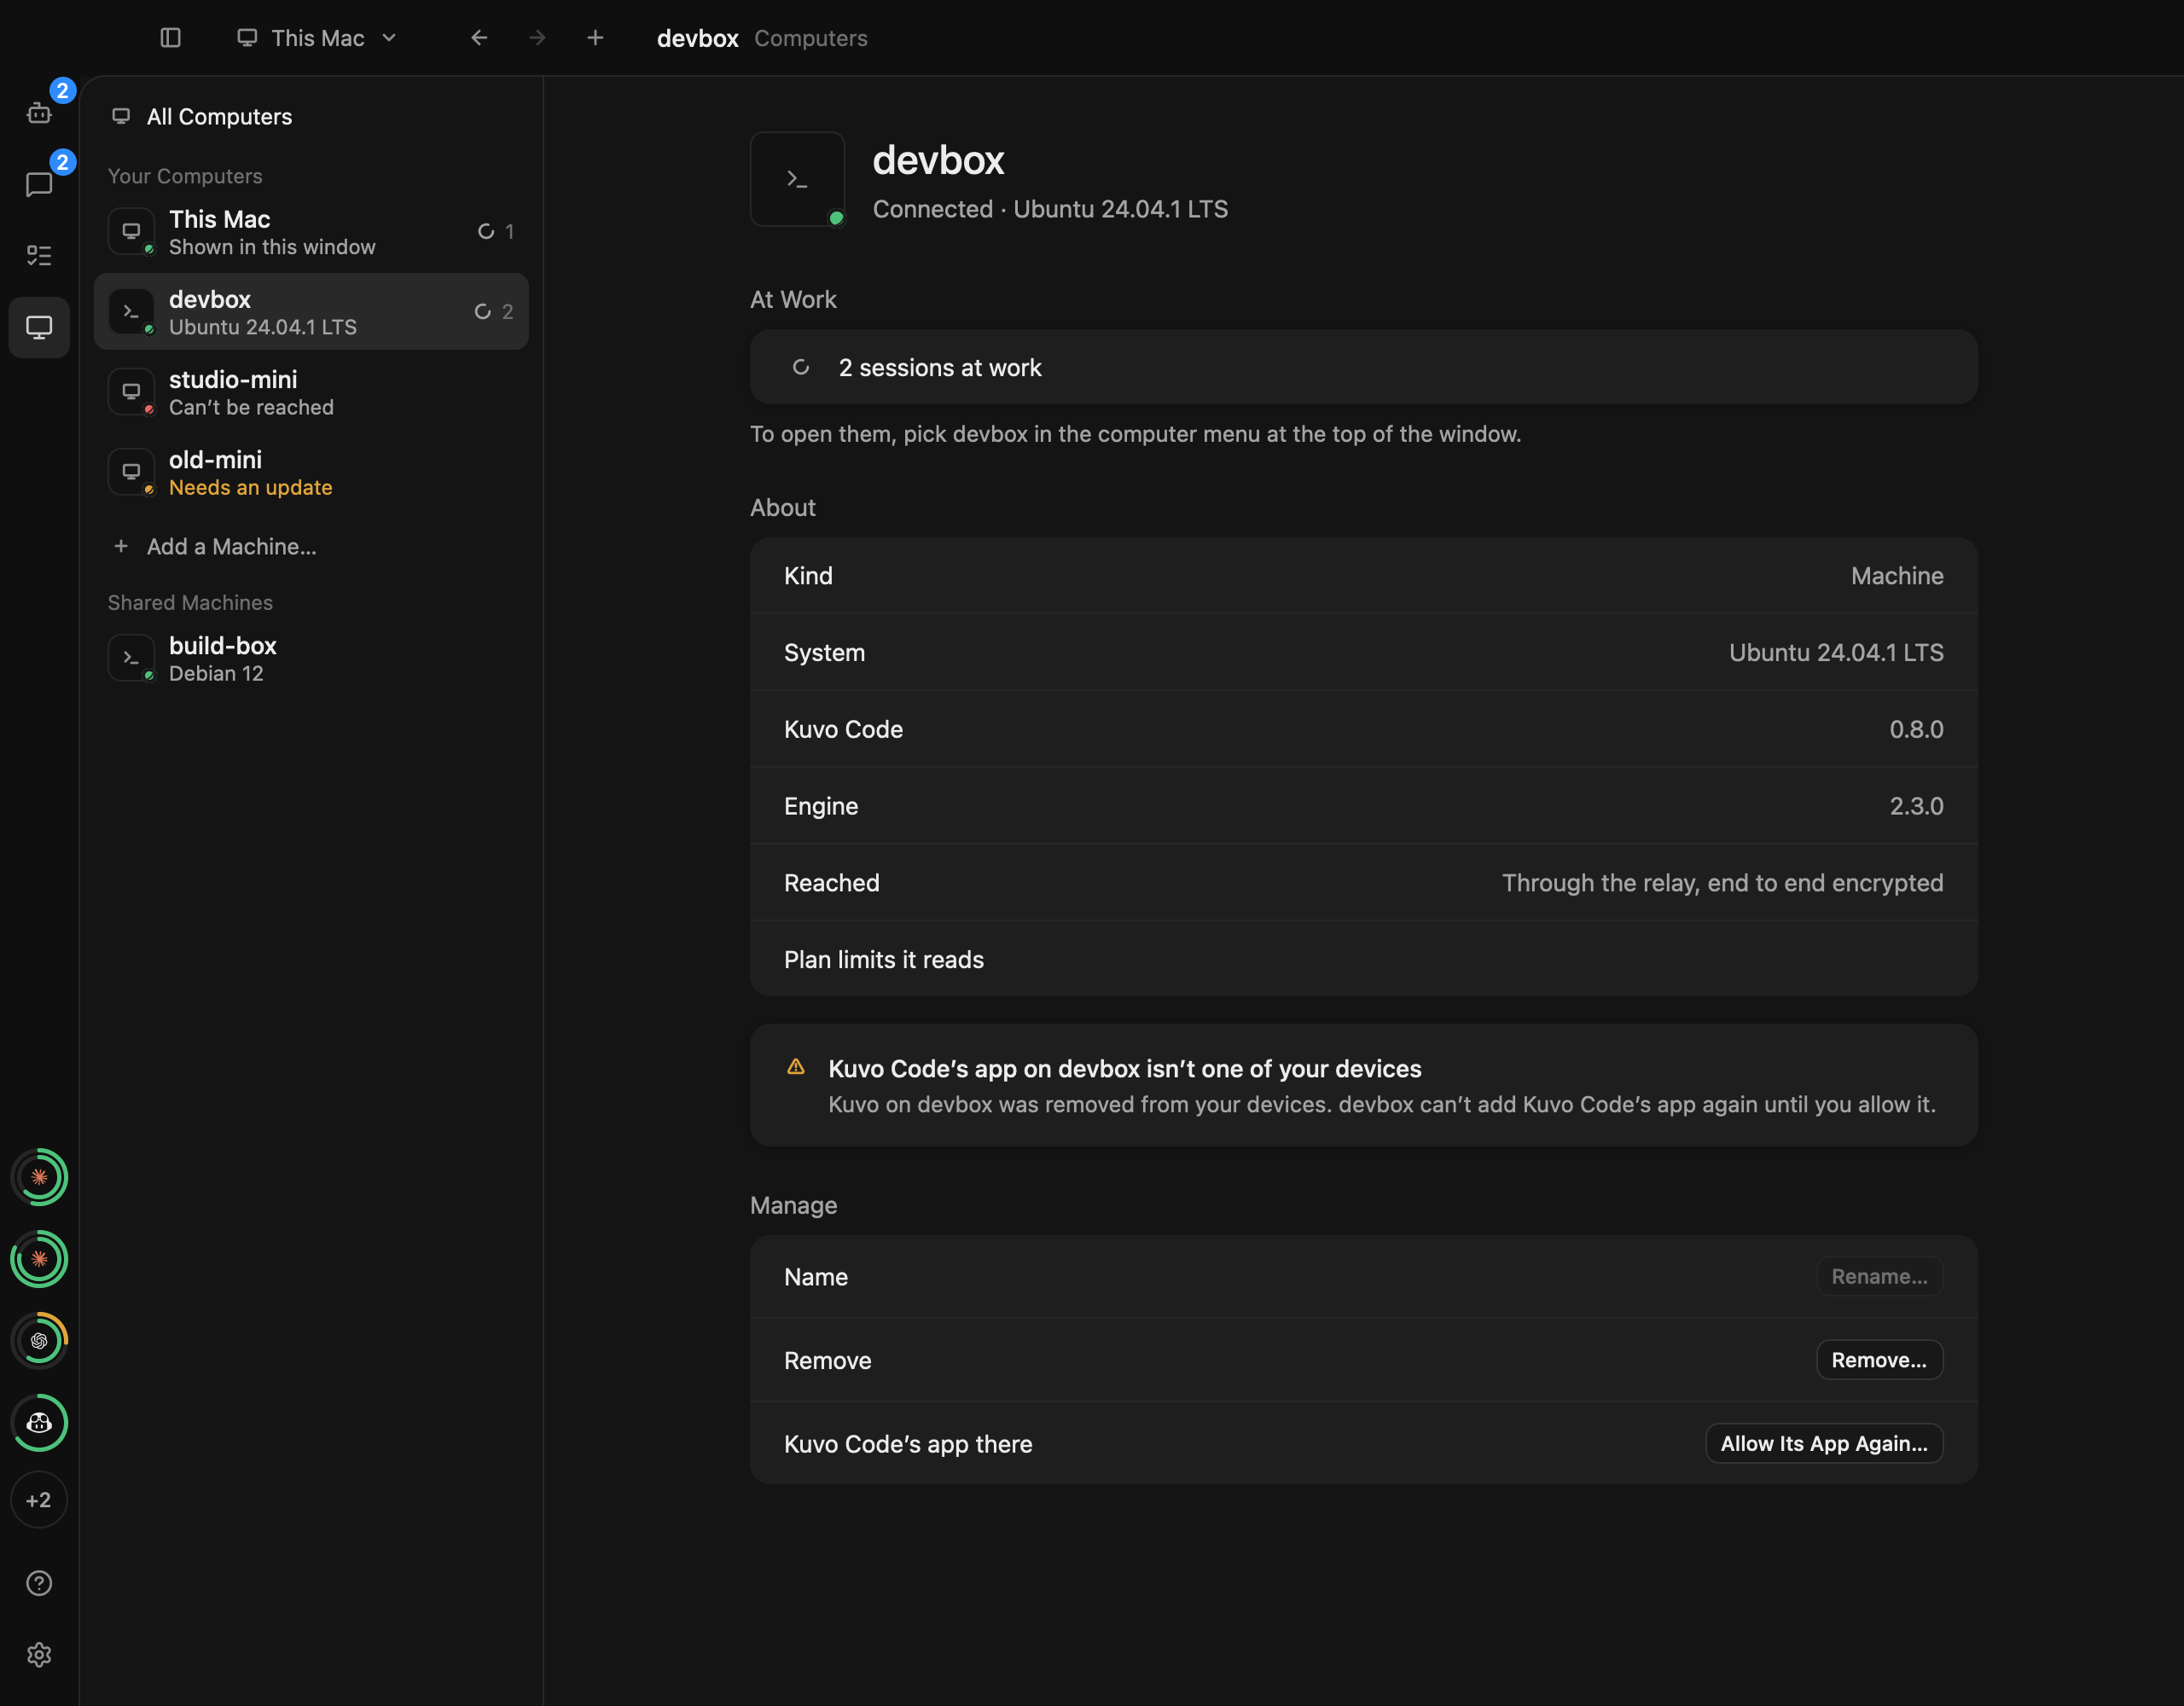 This Mac
devbox Computers
2
2
All Computers
Your Computers
This Mac
Shown in this window
1
devbox
Ubuntu 24.04.1 LTS
2
studio-mini
Can’t be reached
old-mini
Needs an update
Add a Machine...
Shared Machines
build-box
Debian 12
+2
devbox
Connected · Ubuntu 24.04.1 LTS
At Work
2 sessions at work
To open them, pick devbox in the computer menu at the top of the window.
About
Kind Machine
System Ubuntu 24.04.1 LTS
Kuvo Code 0.8.0
Engine 2.3.0
Reached Through the relay, end to end encrypted
Plan limits it reads
Kuvo Code’s app on devbox isn’t one of your devices
Kuvo on devbox was removed from your devices. devbox can’t add Kuvo Code’s app again until you allow it.
Manage
Name Rename...
Remove Remove...
Kuvo Code’s app there Allow Its App Again...